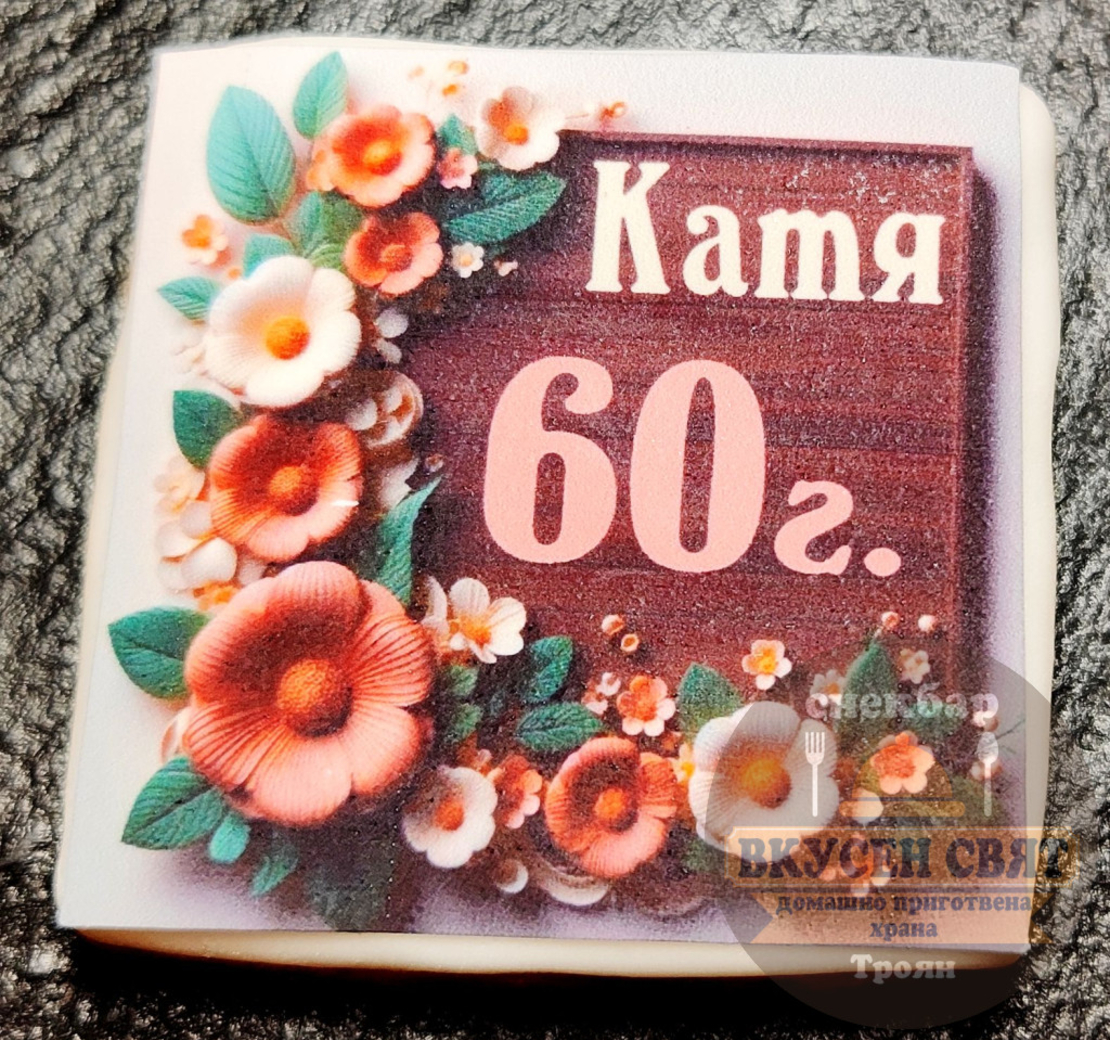 Катя
60г.
снекбар
ВКУСЕН СВЯТ
домашно приготвена
храна
Троян